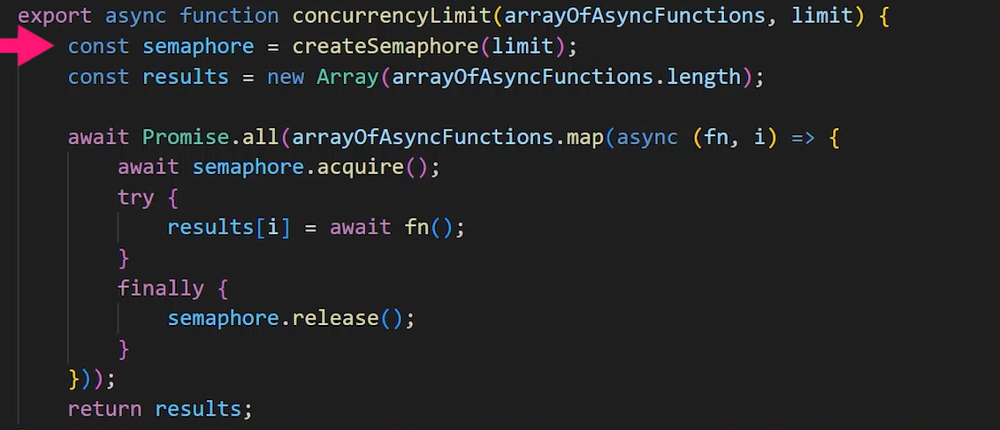 export async function concurrencyLimit(arrayOfAsyncFunctions, limit) {
const semaphore = createSemaphore(limit);
const results = new Array(arrayOfAsyncFunctions.length);
await Promise.all(arrayOfAsyncFunctions.map(async (fn, i) => {
await semaphore.acquire();
try {
results[i] = await fn();
}
finally {
semaphore.release();
}
}));
return results;